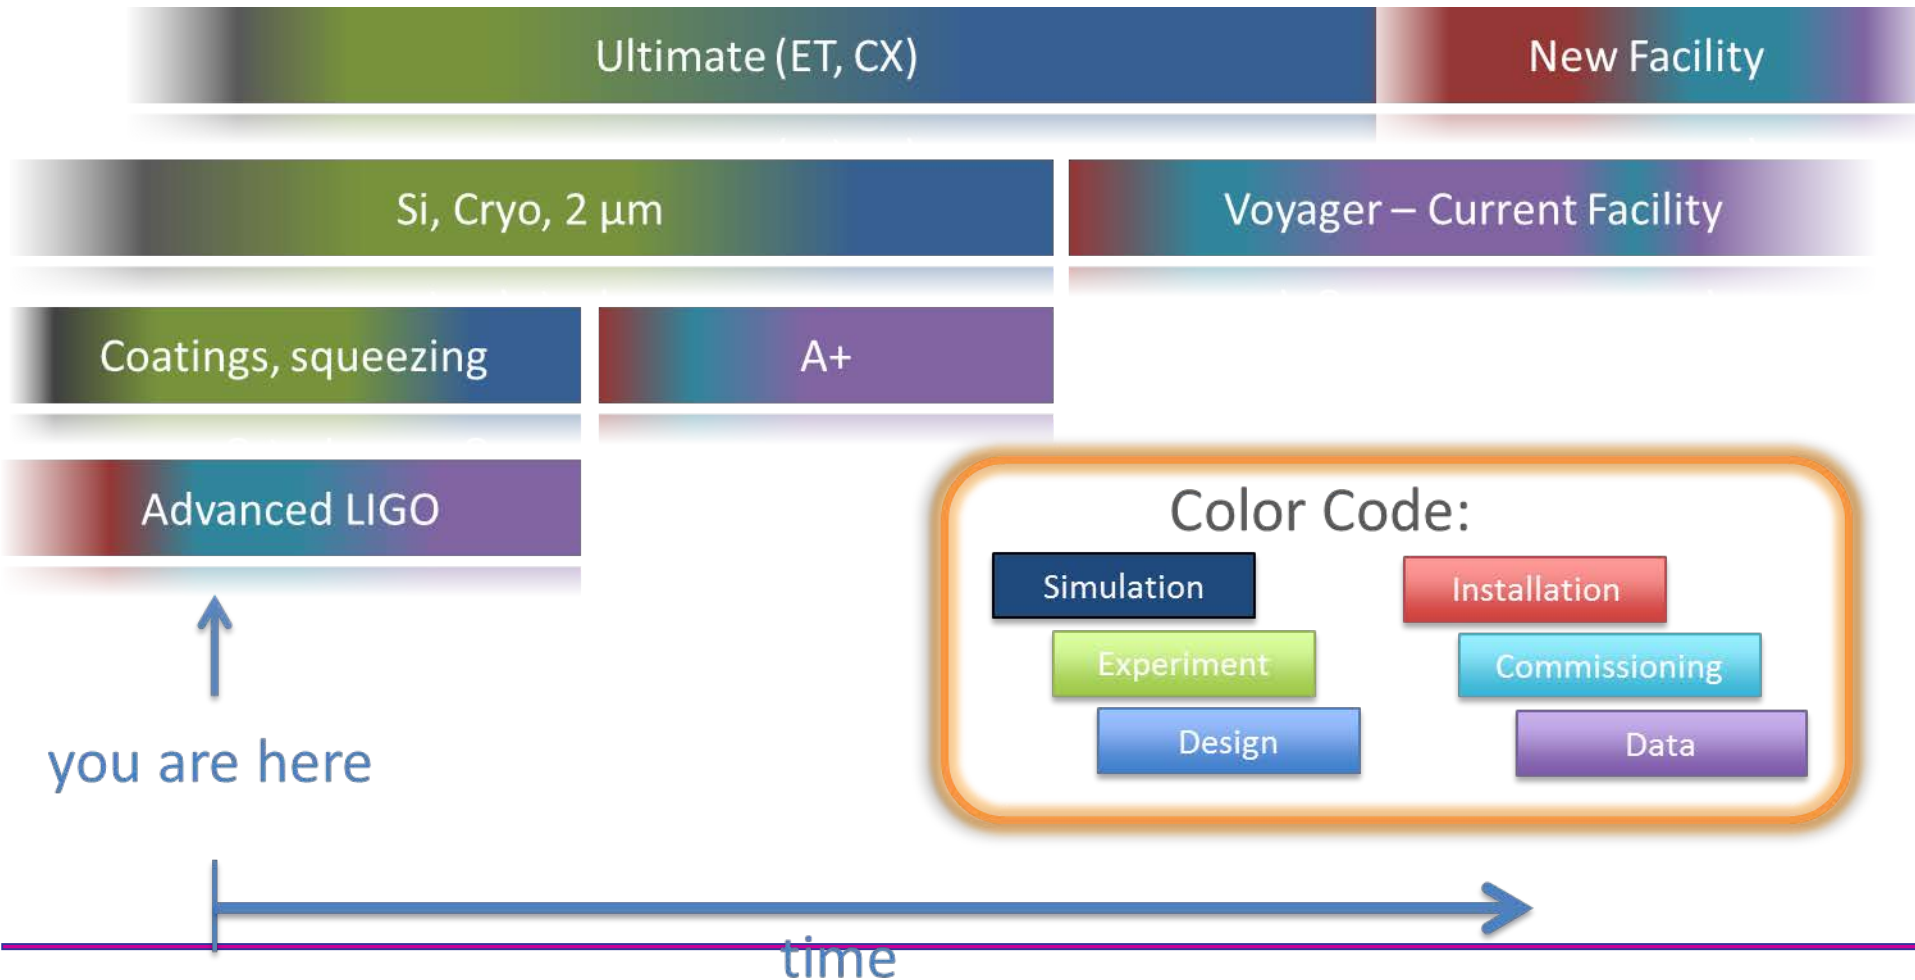 Ultimate (ET, CX)
New Facility
Si, Cryo, 2 µm
Voyager – Current Facility
Coatings, squeezing
A+
Advanced LIGO
Color Code:
Simulation
Installation
Experiment
Commissioning
Design
Data
you are here
time